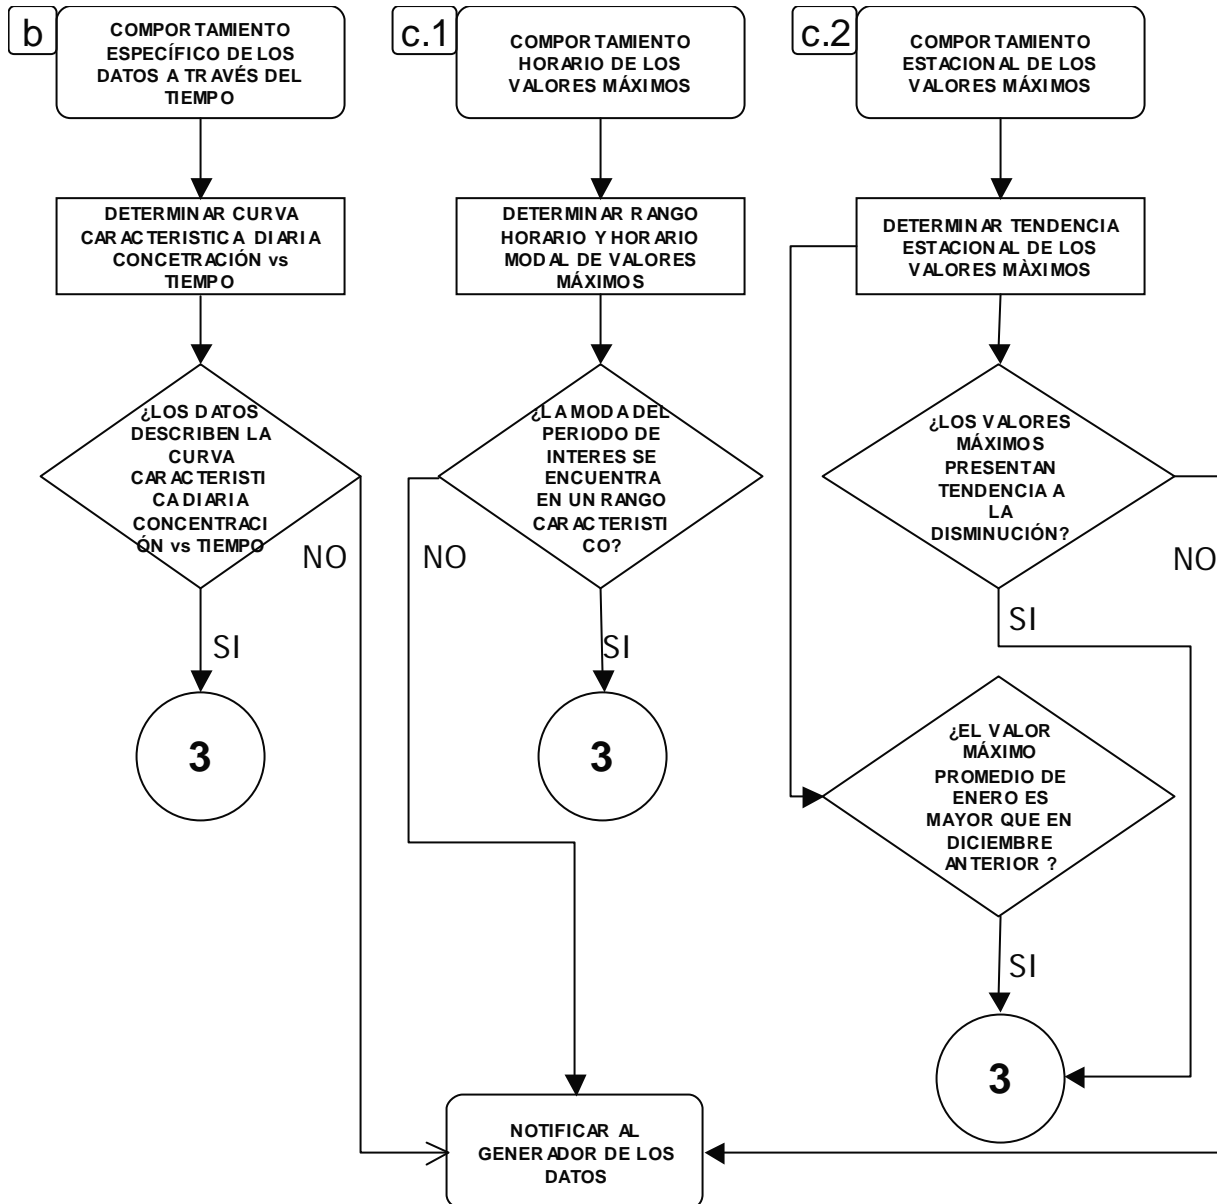 b
COMPORTAMIENTO
ESPECÍFICO DE LOS
DATOS A TRAVÉS DEL
TIEMPO
DETERMINAR CURVA
CARACTERISTICA DIARIA
CONCETRACIÓN vs
TIEMPO
¿LOS DATOS
DESCRIBEN LA
CURVA
CARACTERISTI
CA DIARIA
CONCENTRACI
ÓN vs TIEMPO
NO
SI
3
c.1
COMPORTAMIENTO
HORARIO DE LOS
VALORES MÁXIMOS
DETERMINAR RANGO
HORARIO Y HORARIO
MODAL DE VALORES
MÁXIMOS
¿LA MODA DEL
PERIODO DE
INTERES SE
ENCUENTRA
EN UN RANGO
CARACTERISTI
CO?
NO
SI
3
c.2
COMPORTAMIENTO
ESTACIONAL DE LOS
VALORES MÁXIMOS
DETERMINAR TENDENCIA
ESTACIONAL DE LOS
VALORES MÀXIMOS
¿LOS VALORES
MÁXIMOS
PRESENTAN
TENDENCIA A
LA
DISMINUCIÓN?
NO
SI
¿EL VALOR
MÁXIMO
PROMEDIO DE
ENERO ES
MAYOR QUE EN
DICIEMBRE
ANTERIOR ?
SI
3
NOTIFICAR AL
GENERADOR DE LOS
DATOS